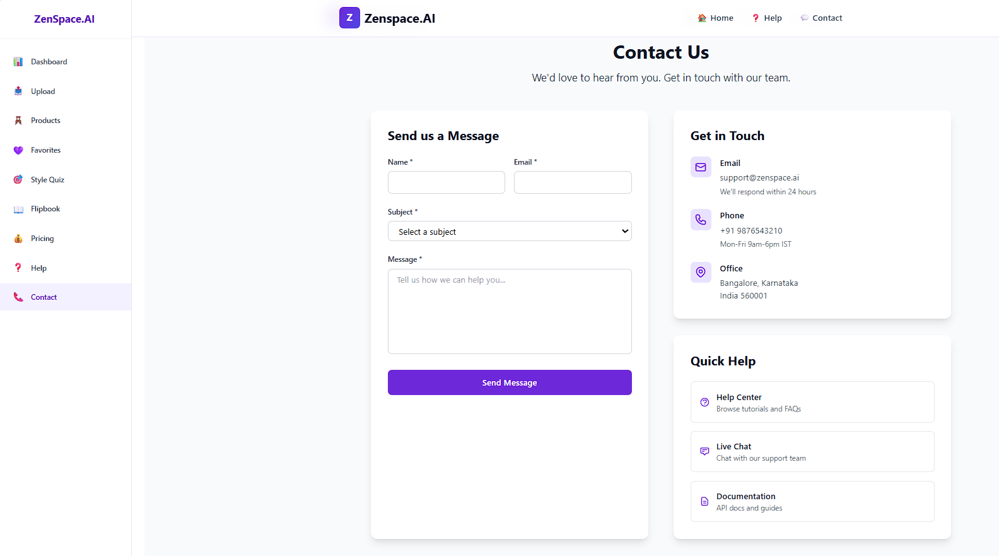 ZenSpace.AI
Dashboard
Upload
Products
Favorites
Style Quiz
Flipbook
Pricing
Help
Contact
Z Zenspace.AI
Home
Help
Contact
Contact Us
We'd love to hear from you. Get in touch with our team.
Send us a Message
Name *
Email *
Subject *
Select a subject
Message *
Tell us how we can help you...
Send Message
Get in Touch
Email
support@zenspace.ai
We'll respond within 24 hours
Phone
+91 9876543210
Mon-Fri 9am-6pm IST
Office
Bangalore, Karnataka
India 560001
Quick Help
Help Center
Browse tutorials and FAQs
Live Chat
Chat with our support team
Documentation
API docs and guides